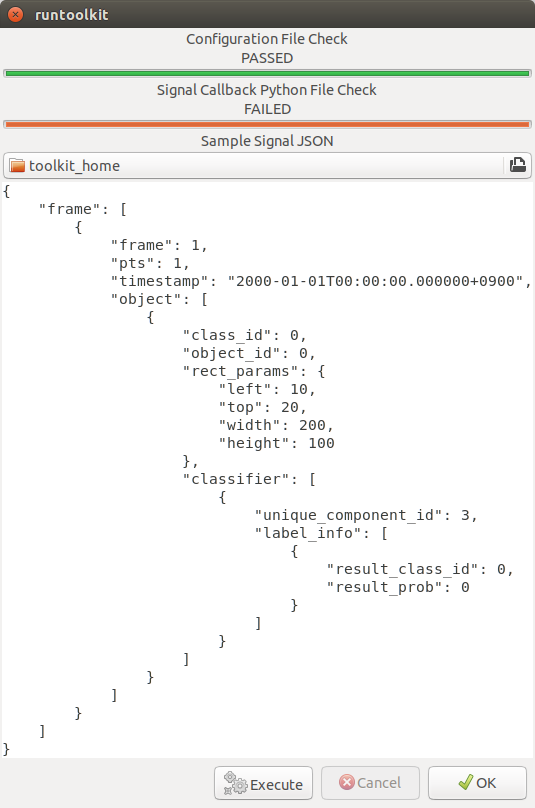 runtoolkit
Configuration File Check
PASSED
Signal Callback Python File Check
FAILED
Sample Signal JSON
toolkit_home
{
    "frame": [
        {
            "frame": 1,
            "pts": 1,
            "timestamp": "2000-01-01T00:00:00.000000+0900",
            "object": [
                {
                    "class_id": 0,
                    "object_id": 0,
                    "rect_params": {
                        "left": 10,
                        "top": 20,
                        "width": 200,
                        "height": 100
                    },
                    "classifier": [
                        {
                            "unique_component_id": 3,
                            "label_info": [
                                {
                                    "result_class_id": 0,
                                    "result_prob": 0
                                }
                            ]
                        }
                    ]
                }
            ]
        }
    ]
}
Execute Cancel OK